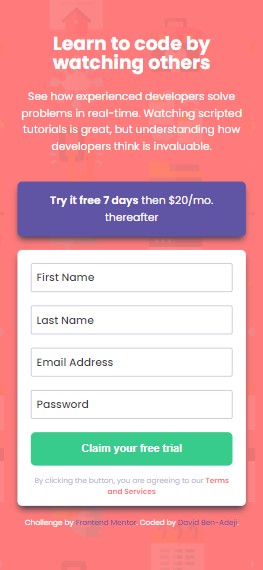 Learn to code by
watching others
See how experienced developers solve
problems in real-time. Watching scripted
tutorials is great, but understanding how
developers think is invaluable.
Try it free 7 days then $20/mo.
thereafter
First Name
Last Name
Email Address
Password
Claim your free trial
By clicking the button, you are agreeing to our Terms
and Services
Challenge by Frontend Mentor. Coded by David Ben-Adeji.